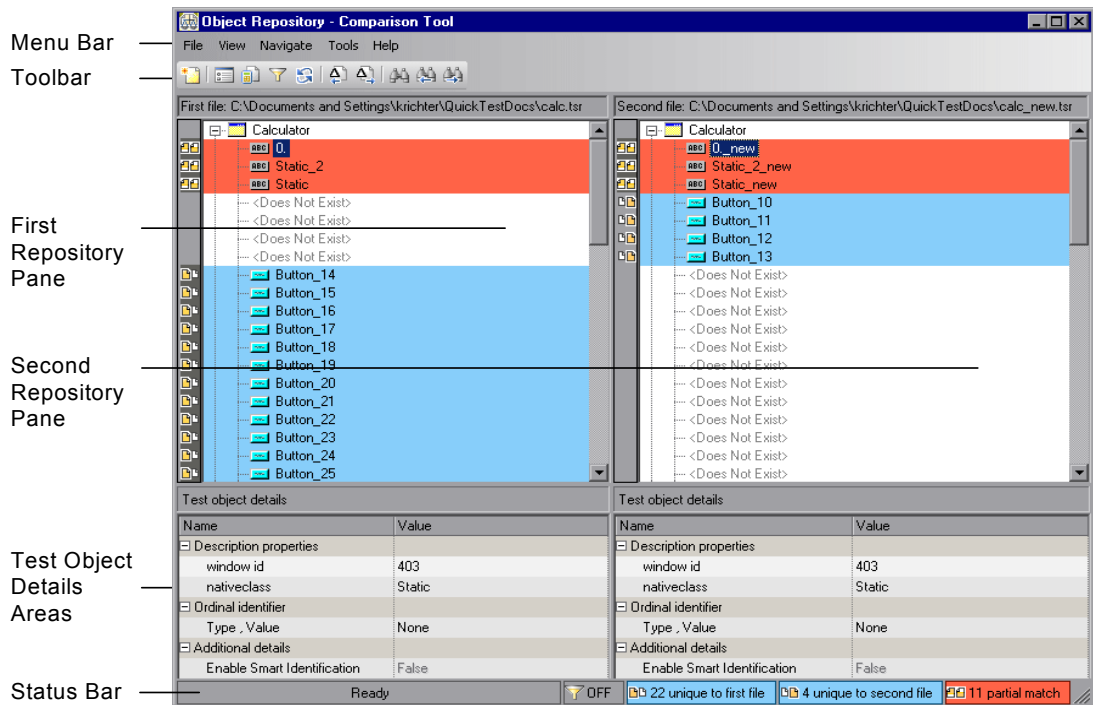 Object Repository - Comparison Tool
Menu Bar
File View Navigate Tools Help
Toolbar
First file: C:\Documents and Settings\krichter\QuickTestDocs\calc.tsr
Second file: C:\Documents and Settings\krichter\QuickTestDocs\calc_new.tsr
Calculator
ABC 0.
ABC Static_2
ABC Static
<Does Not Exist>
<Does Not Exist>
<Does Not Exist>
<Does Not Exist>
Button_14
Button_15
Button_16
Button_17
Button_18
Button_19
Button_20
Button_21
Button_22
Button_23
Button_24
Button_25
Calculator
ABC 0._new
ABC Static_2_new
ABC Static_new
Button_10
Button_11
Button_12
Button_13
<Does Not Exist>
<Does Not Exist>
<Does Not Exist>
<Does Not Exist>
<Does Not Exist>
<Does Not Exist>
<Does Not Exist>
<Does Not Exist>
<Does Not Exist>
<Does Not Exist>
<Does Not Exist>
<Does Not Exist>
First
Repository
Pane
Second
Repository
Pane
Test object details
Name Value
Description properties
window id 403
nativeclass Static
Ordinal identifier
Type , Value None
Additional details
Enable Smart Identification False
Test object details
Name Value
Description properties
window id 403
nativeclass Static
Ordinal identifier
Type , Value None
Additional details
Enable Smart Identification False
Test Object
Details
Areas
Status Bar
Ready
OFF
22 unique to first file
4 unique to second file
11 partial match